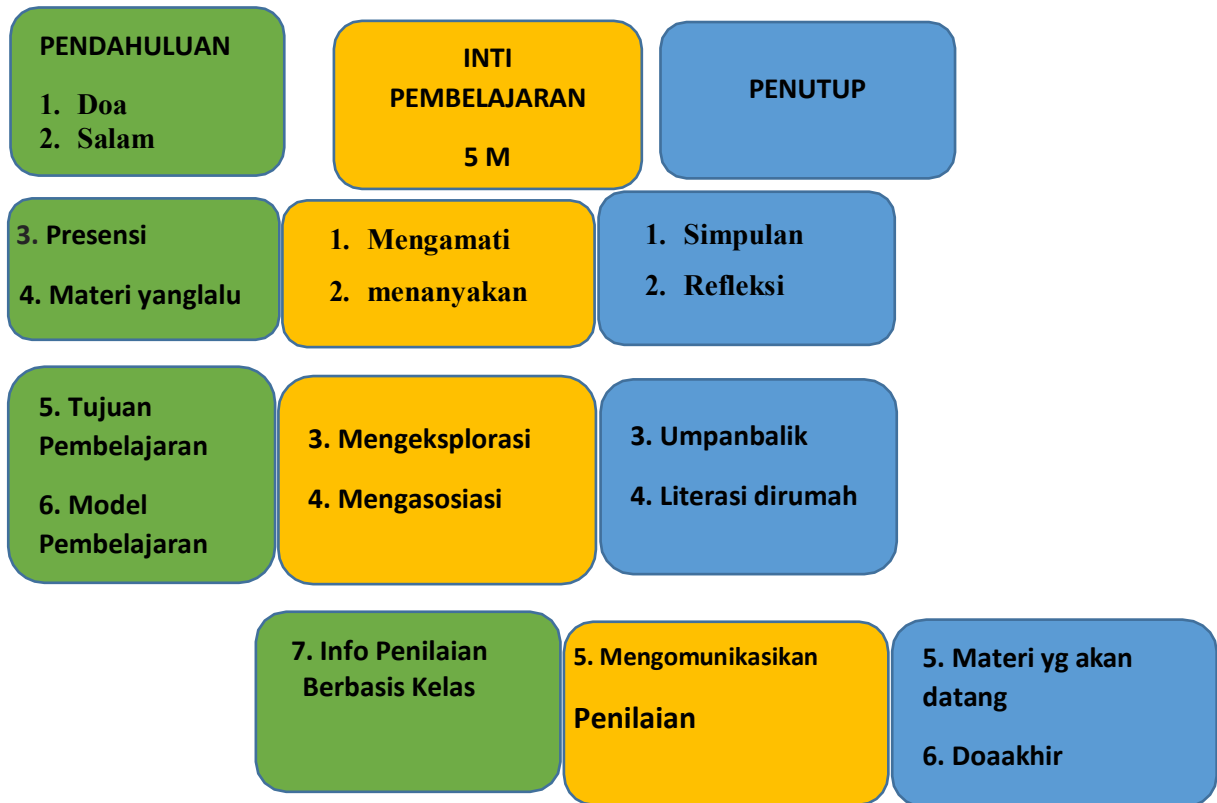 PENDAHULUAN
1. Doa
2. Salam
INTI
PEMBELAJARAN
5 M
PENUTUP
3. Presensi
4. Materi yanglalu
1. Mengamati
2. menanyakan
1. Simpulan
2. Refleksi
5. Tujuan
Pembelajaran
6. Model
Pembelajaran
3. Mengeksplorasi
4. Mengasosiasi
3. Umpanbalik
4. Literasi dirumah
7. Info Penilaian
Berbasis Kelas
5. Mengomunikasikan
Penilaian
5. Materi yg akan
datang
6. Doaakhir